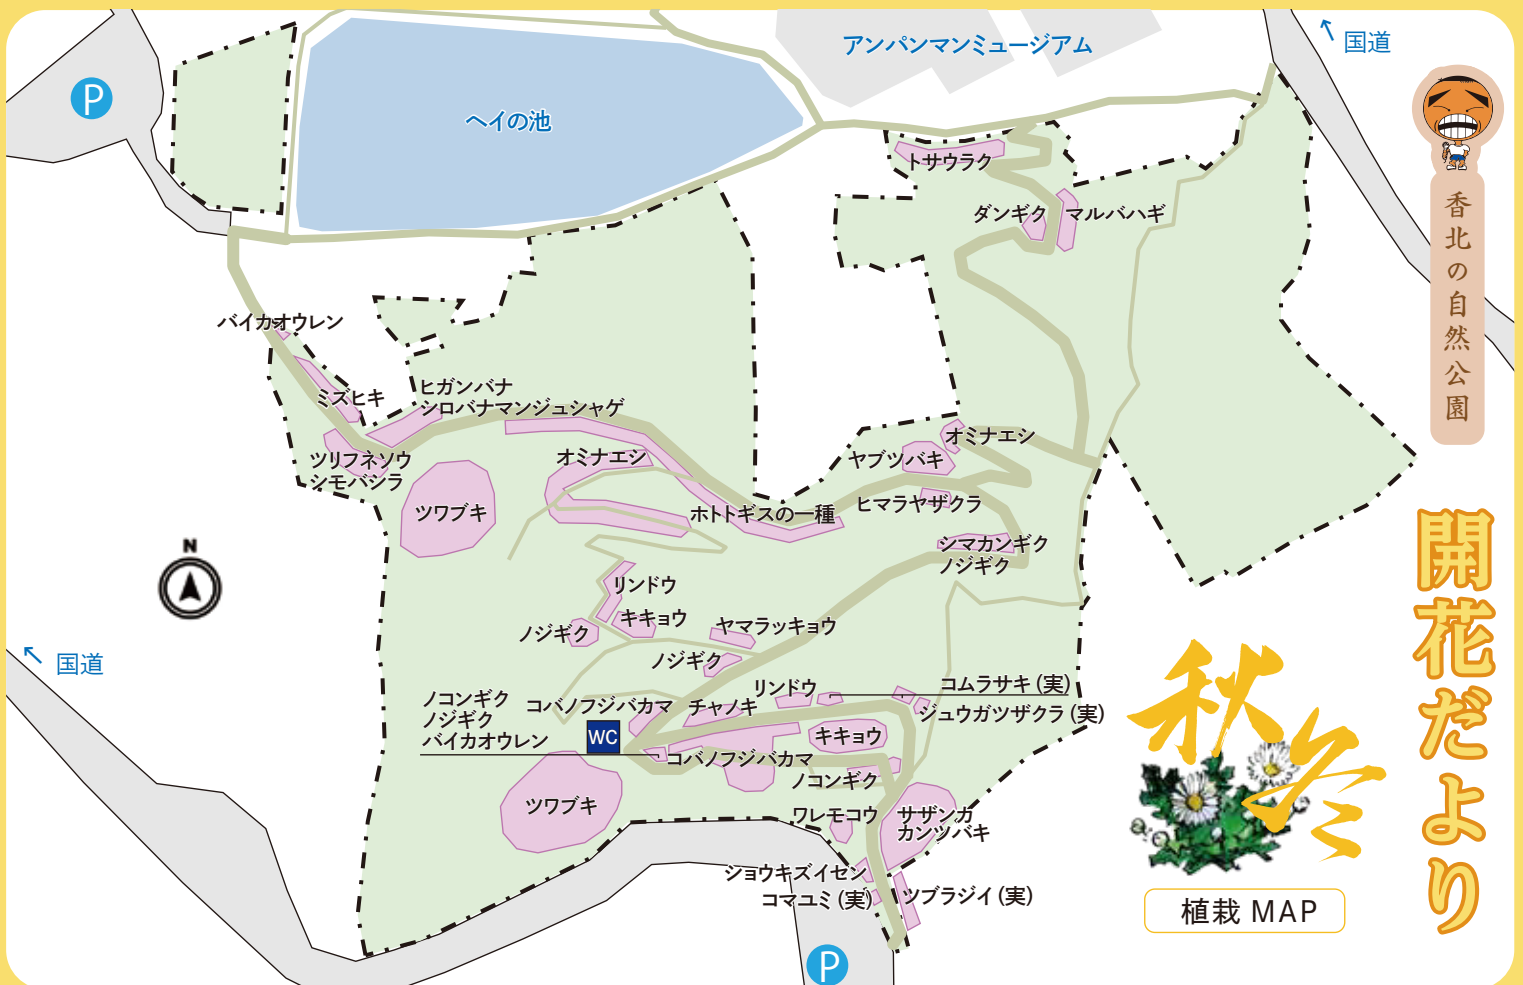 国道
アンパンマンミュージアム
P
ヘイの池
香北の自然公園
トサウラク
ダンギク
マルバハギ
バイカオウレン
ミズヒキ
ヒガンバナ
シロバナマンジュシャゲ
オミナエシ
ヤブツバキ
ツリフネソウ
シモバシラ
オミナエシ
ツワブキ
ホトトギスの一種
ヒマラヤザクラ
シマカンギク
ノジギク
N
リンドウ
キキョウ
ノジギク
ヤマラッキョウ
ノジギク
国道
ノコンギク
ノジギク
バイカオウレン
コバノフジバカマ
WC
チャノキ
リンドウ
コムラサキ (実)
ジュウガツザクラ (実)
キキョウ
コバノフジバカマ
ノコンギク
ツワブキ
ワレモコウ
サザンカ
カンツバキ
ショウキズイセン
コマユミ (実)
ツブラジイ (実)
P
開花だより
秋冬
植栽 MAP